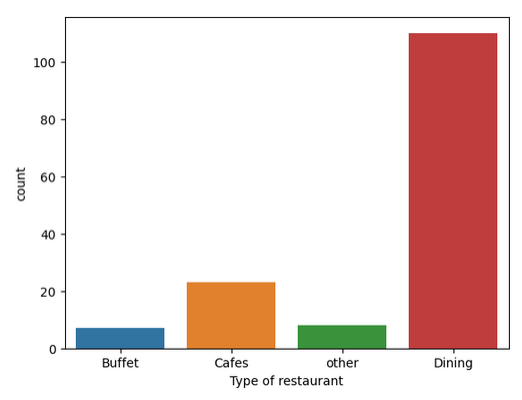 100
80
60
40
20
0
count
Buffet Cafes other Dining
Type of restaurant